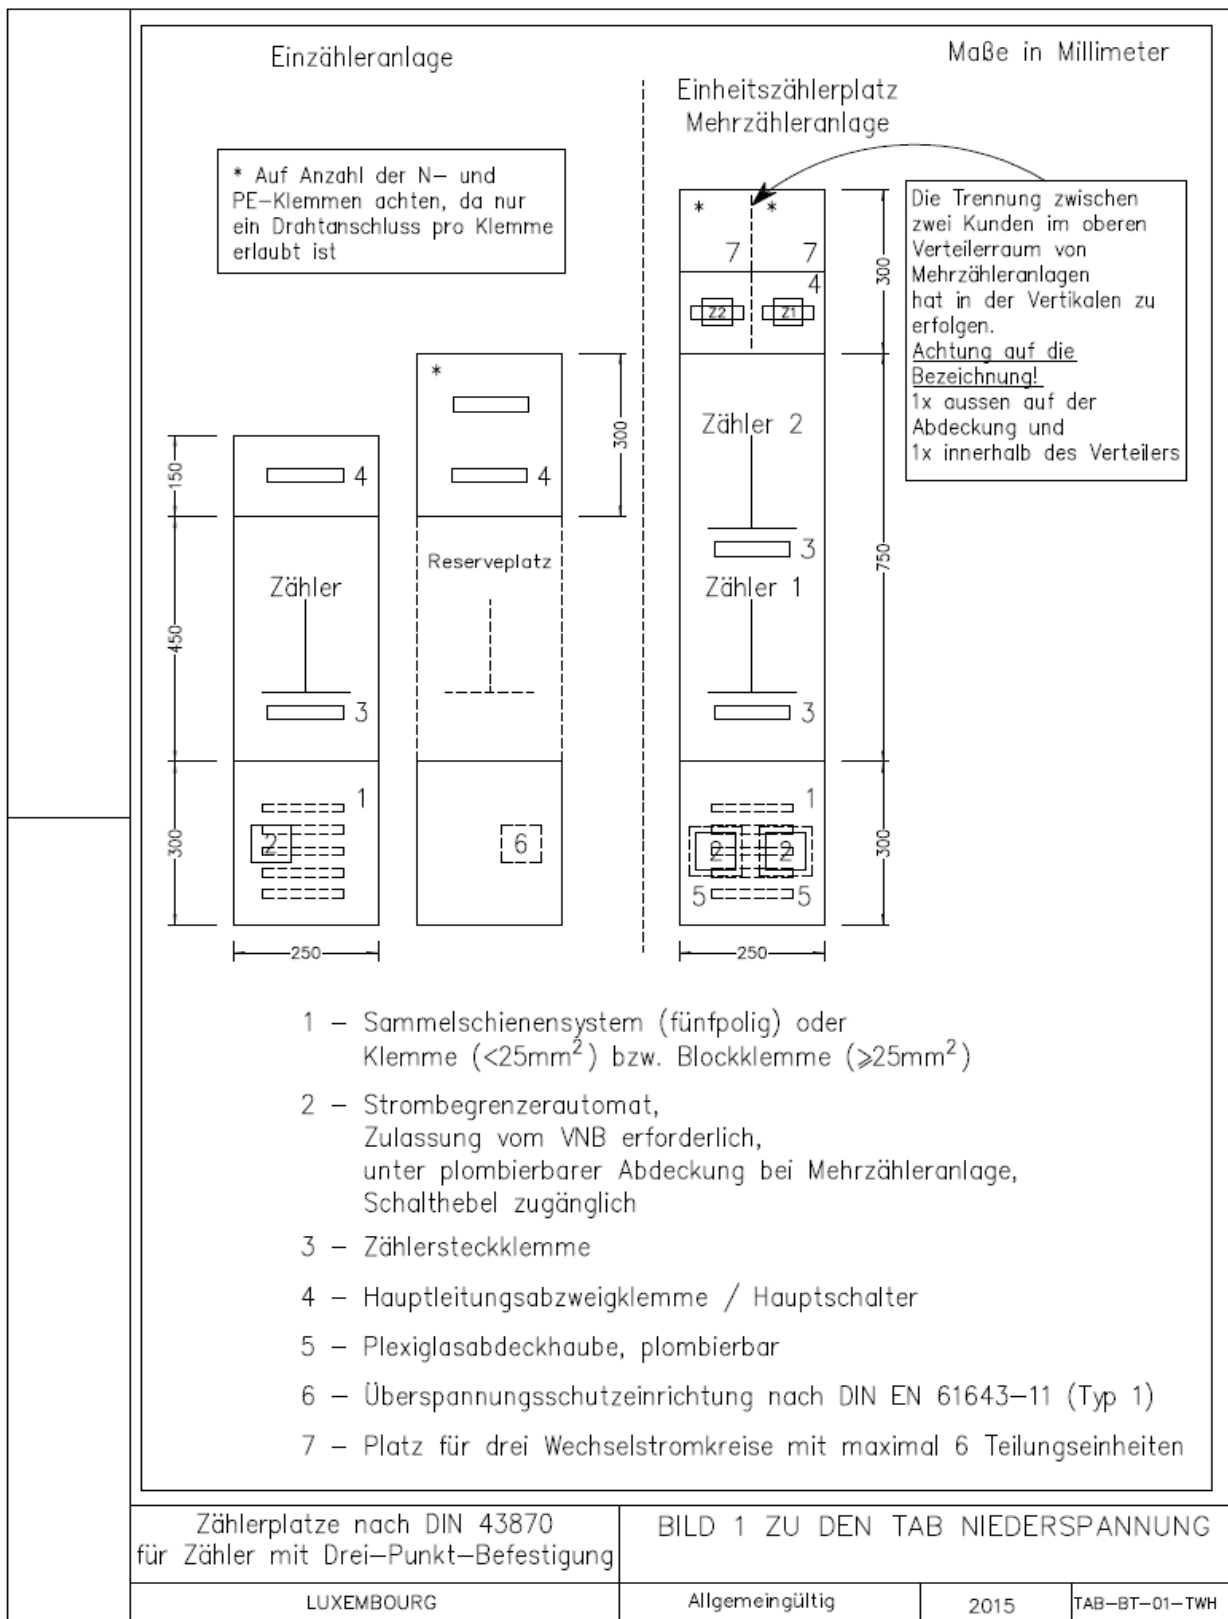 Einzähleranlage
Maße in Millimeter
Einheitszählerplatz
Mehrzähleranlage
* Auf Anzahl der N- und
PE-Klemmen achten, da nur
ein Drahtanschluss pro Klemme
erlaubt ist
Die Trennung zwischen
zwei Kunden im oberen
Verteilerraum von
Mehrzähleranlagen
hat in der Vertikalen zu
erfolgen.
Achtung auf die
Bezeichnung!
1x aussen auf der
Abdeckung und
1x innerhalb des Verteilers
* *
7 7
4
Z2 Z1
300
*
4
300
150
4
Zähler 2
3
750
Reserveplatz
Zähler
Zähler 1
450
3
3
1
2
300
6
1
2 2
5 5
300
250
250
1 – Sammelschienensystem (fünfpolig) oder
Klemme (<25mm²) bzw. Blockklemme (⩾25mm²)
2 – Strombegrenzerautomat,
Zulassung vom VNB erforderlich,
unter plombierbarer Abdeckung bei Mehrzähleranlage,
Schalthebel zugänglich
3 – Zählersteckklemme
4 – Hauptleitungsabzweigklemme / Hauptschalter
5 – Plexiglasabdeckhaube, plombierbar
6 – Überspannungsschutzeinrichtung nach DIN EN 61643-11 (Typ 1)
7 – Platz für drei Wechselstromkreise mit maximal 6 Teilungseinheiten
Zählerplatze nach DIN 43870
für Zähler mit Drei-Punkt-Befestigung
BILD 1 ZU DEN TAB NIEDERSPANNUNG
LUXEMBOURG
Allgemeingültig
2015
TAB-BT-01-TWH